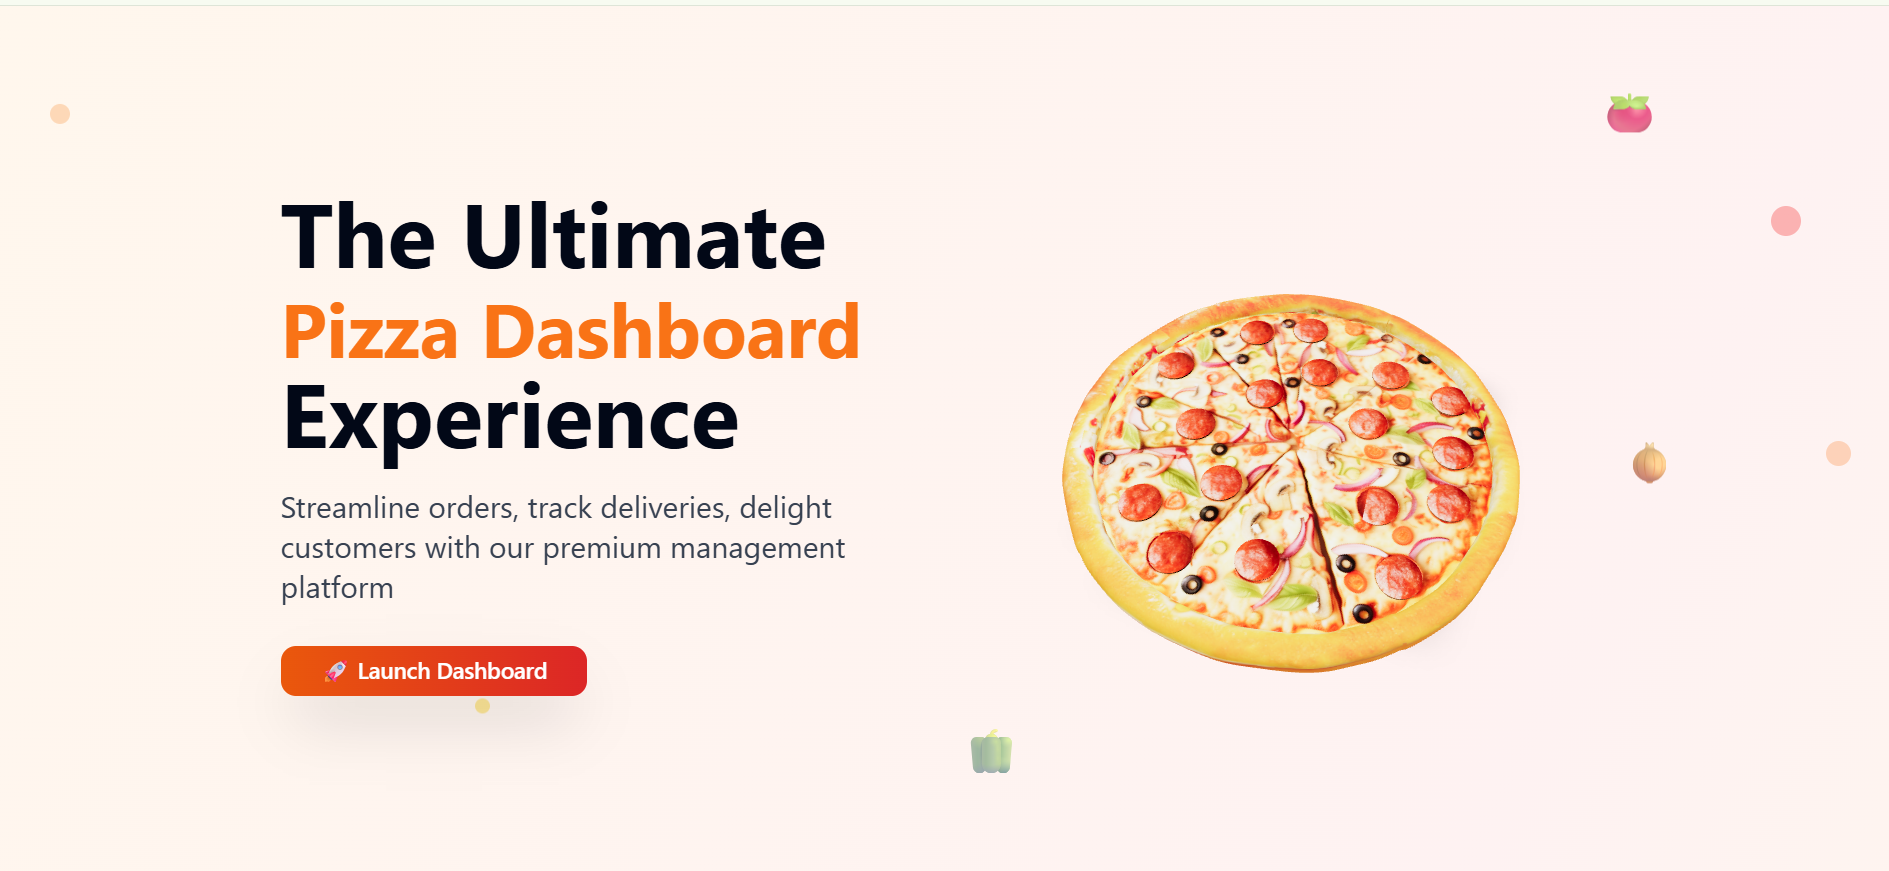 The Ultimate
Pizza Dashboard
Experience
Streamline orders, track deliveries, delight
customers with our premium management
platform
🚀 Launch Dashboard